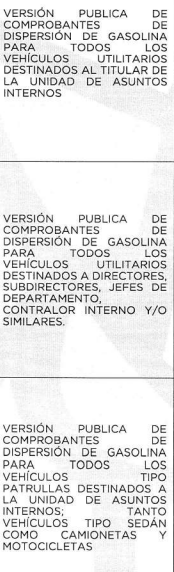 VERSIÓN PUBLICA DE
COMPROBANTES DE
DISPERSIÓN DE GASOLINA
PARA TODOS LOS
VEHÍCULOS UTILITARIOS
DESTINADOS AL TITULAR DE
LA UNIDAD DE ASUNTOS
INTERNOS
VERSIÓN PUBLICA DE
COMPROBANTES DE
DISPERSIÓN DE GASOLINA
PARA TODOS LOS
VEHÍCULOS UTILITARIOS
DESTINADOS A DIRECTORES,
SUBDIRECTORES, JEFES DE
DEPARTAMENTO,
CONTRALOR INTERNO Y/O
SIMILARES.
VERSIÓN PUBLICA DE
COMPROBANTES DE
DISPERSIÓN DE GASOLINA
PARA TODOS LOS
VEHÍCULOS TIPO
PATRULLAS DESTINADOS A
LA UNIDAD DE ASUNTOS
INTERNOS; TANTO
VEHÍCULOS TIPO SEDÁN
COMO CAMIONETAS Y
MOTOCICLETAS